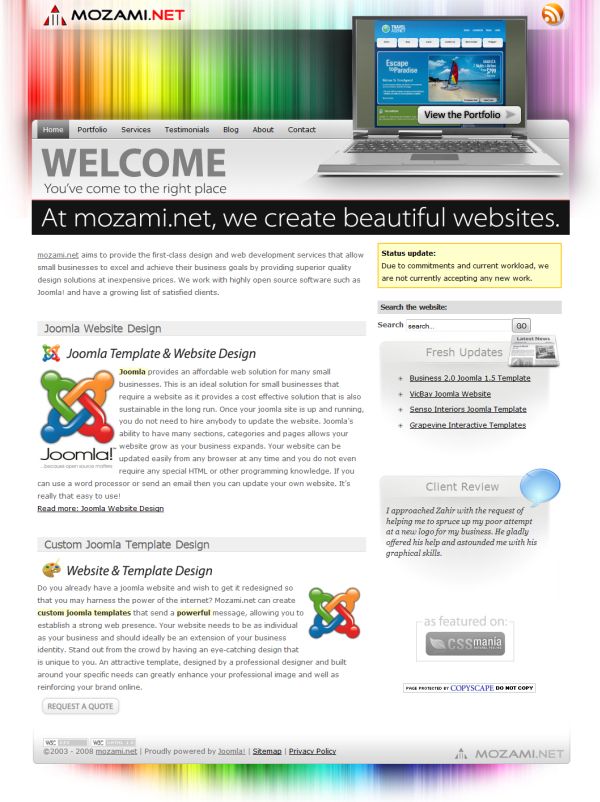 MOZAMI.NET
TRAVEL
AGENCY
Escape
to Paradise
$799
View the Portfolio
Home Portfolio Services Testimonials Blog About Contact
WELCOME
You've come to the right place
At mozami.net, we create beautiful websites.
mozami.net aims to provide the first-class design and web development services that allow
small businesses to excel and achieve their business goals by providing superior quality
design solutions at inexpensive prices. We work with highly open source software such as
Joomla! and have a growing list of satisfied clients.
Joomla Website Design
Joomla Template & Website Design
Joomla provides an affordable web solution for many small
businesses. This is an ideal solution for small businesses that
require a website as it provides a cost effective solution that is also
sustainable in the long run. Once your joomla site is up and running,
you do not need to hire anybody to update the website. Joomla's
ability to have many sections, categories and pages allows your
website grow as your business expands. Your website can be
updated easily from any browser at any time and you do not even
require any special HTML or other programming knowledge. If you
can use a word processor or send an email then you can update your own website. It's
really that easy to use!
Joomla!
...because open source matters
Read more: Joomla Website Design
Custom Joomla Template Design
Website & Template Design
Do you already have a joomla website and wish to get it redesigned so
that you may harness the power of the internet? Mozami.net can create
custom joomla templates that send a powerful message, allowing you to
establish a strong web presence. Your website needs to be as individual
as your business and should ideally be an extension of your business
identity. Stand out from the crowd by having an eye-catching design that
is unique to you. An attractive template, designed by a professional designer and built
around your specific needs can greatly enhance your professional image and well as
reinforcing your brand online.
REQUEST A QUOTE
Status update:
Due to commitments and current workload, we
are not currently accepting any new work.
Search the website:
Search search... GO
Latest News
Fresh Updates
Business 2.0 Joomla 1.5 Template
VicBay Joomla Website
Senso Interiors Joomla Template
Grapevine Interactive Templates
Client Review
I approached Zahir with the request of
helping me to spruce up my poor attempt
at a new logo for my business. He gladly
offered his help and astounded me with his
graphical skills.
as featured on:
CSSmania
PAGE PROTECTED BY COPYSCAPE DO NOT COPY
W3C CSS W3C XHTML 1.0
©2003 - 2008 mozami.net | Proudly powered by Joomla! | Sitemap | Privacy Policy
MOZAMI.NET